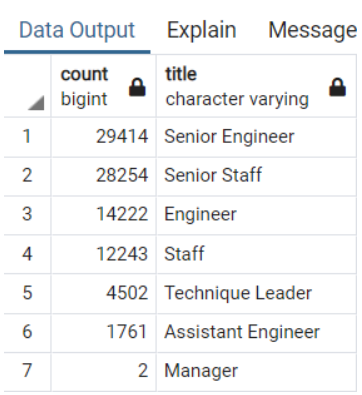 Data Output Explain Message
count title
bigint character varying
1 29414 Senior Engineer
2 28254 Senior Staff
3 14222 Engineer
4 12243 Staff
5 4502 Technique Leader
6 1761 Assistant Engineer
7 2 Manager